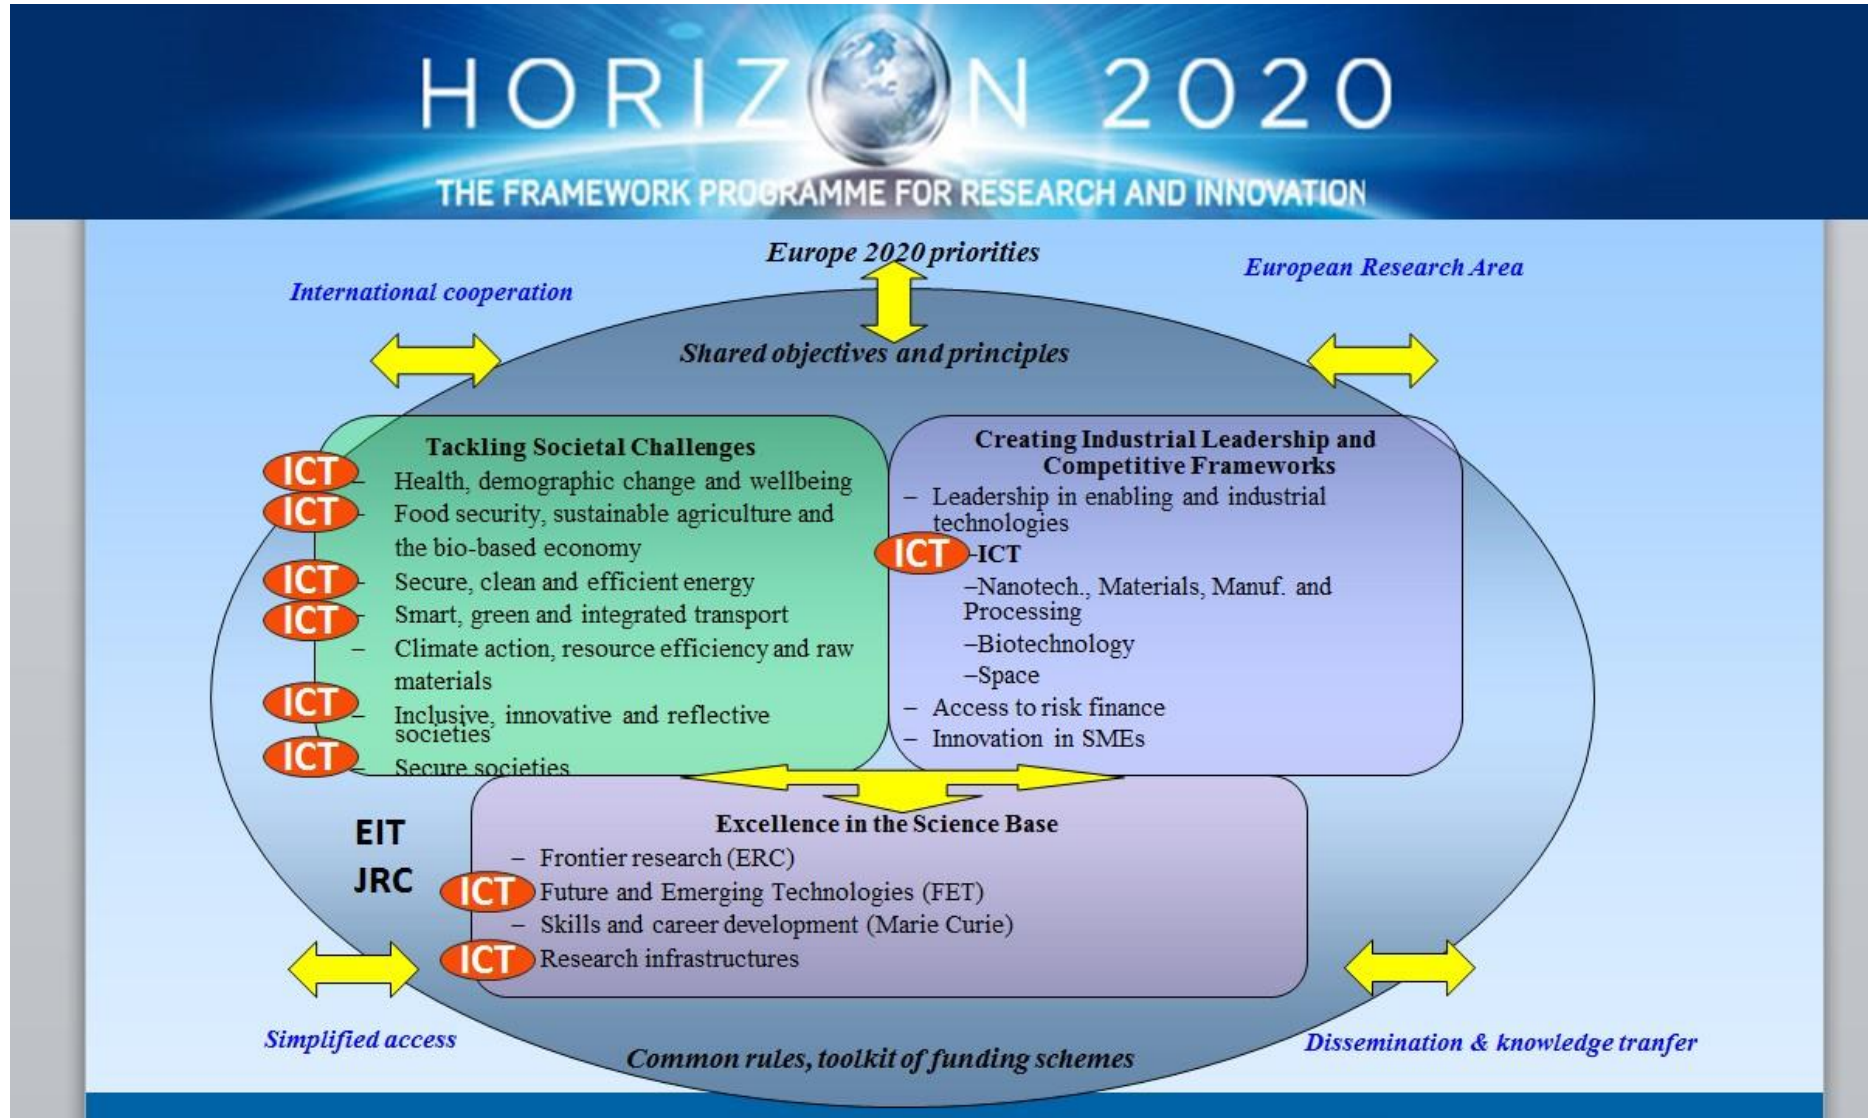 HORIZON 2020
THE FRAMEWORK PROGRAMME FOR RESEARCH AND INNOVATION
Europe 2020 priorities
International cooperation
European Research Area
Shared objectives and principles
Tackling Societal Challenges
ICT – Health, demographic change and wellbeing
ICT – Food security, sustainable agriculture and
the bio-based economy
ICT – Secure, clean and efficient energy
ICT – Smart, green and integrated transport
– Climate action, resource efficiency and raw
materials
ICT – Inclusive, innovative and reflective
societies
ICT – Secure societies
Creating Industrial Leadership and
Competitive Frameworks
– Leadership in enabling and industrial
technologies
ICT –ICT
–Nanotech., Materials, Manuf. and
Processing
–Biotechnology
–Space
– Access to risk finance
– Innovation in SMEs
EIT
JRC
Excellence in the Science Base
– Frontier research (ERC)
ICT Future and Emerging Technologies (FET)
– Skills and career development (Marie Curie)
ICT Research infrastructures
Simplified access
Common rules, toolkit of funding schemes
Dissemination & knowledge tranfer